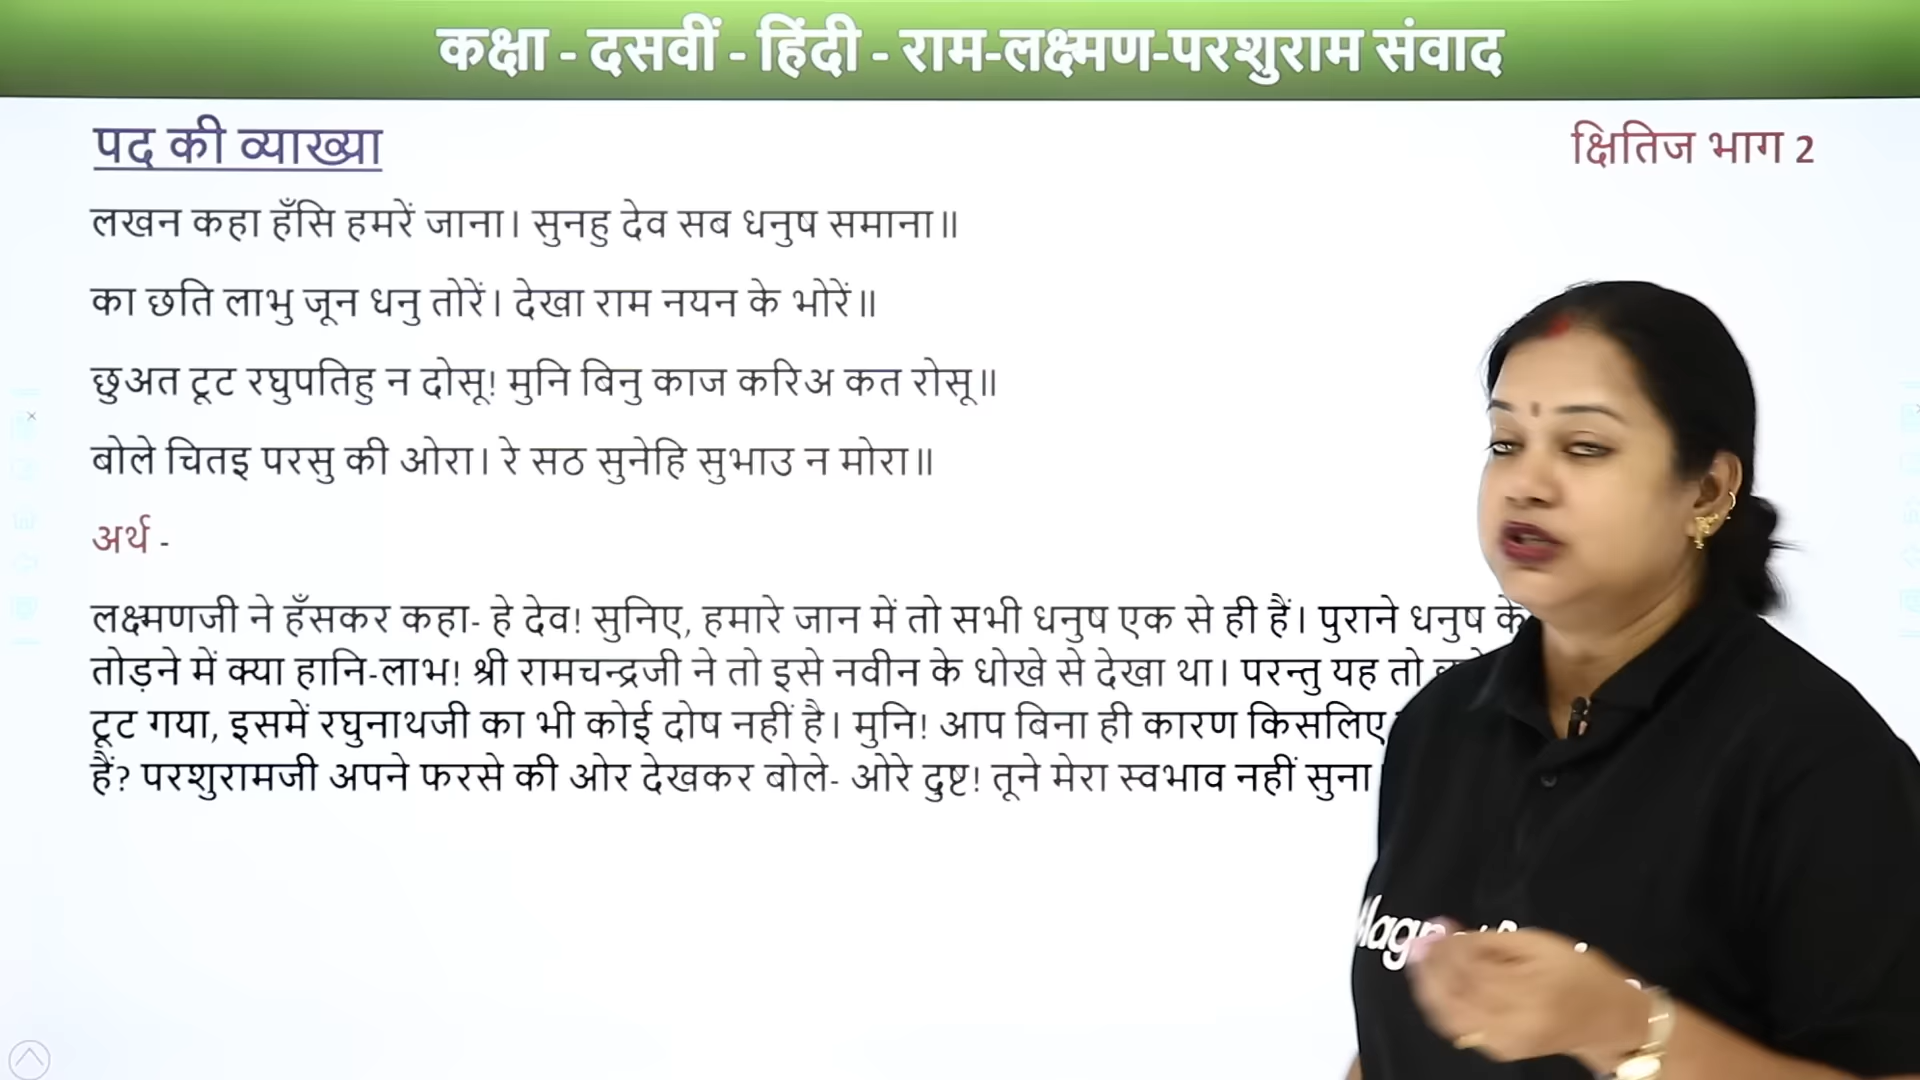 कक्षा - दसवीं - हिंदी - राम-लक्ष्मण-परशुराम संवाद
पद की व्याख्या
क्षितिज भाग 2
लखन कहा हँसि हमरें जाना। सुनहु देव सब धनुष समाना॥
का छति लाभु जून धनु तोरें। देखा राम नयन के भोरें॥
छुअत टूट रघुपतिहु न दोसू! मुनि बिनु काज करिअ कत रोसू॥
बोले चितइ परसु की ओरा। रे सठ सुनेहि सुभाउ न मोरा॥
अर्थ -
लक्ष्मणजी ने हँसकर कहा- हे देव! सुनिए, हमारे जान में तो सभी धनुष एक से ही हैं। पुराने धनुष के
तोड़ने में क्या हानि-लाभ! श्री रामचन्द्रजी ने तो इसे नवीन के धोखे से देखा था। परन्तु यह तो
टूट गया, इसमें रघुनाथजी का भी कोई दोष नहीं है। मुनि! आप बिना ही कारण किसलिए
हैं? परशुरामजी अपने फरसे की ओर देखकर बोले- ओरे दुष्ट! तूने मेरा स्वभाव नहीं सुना